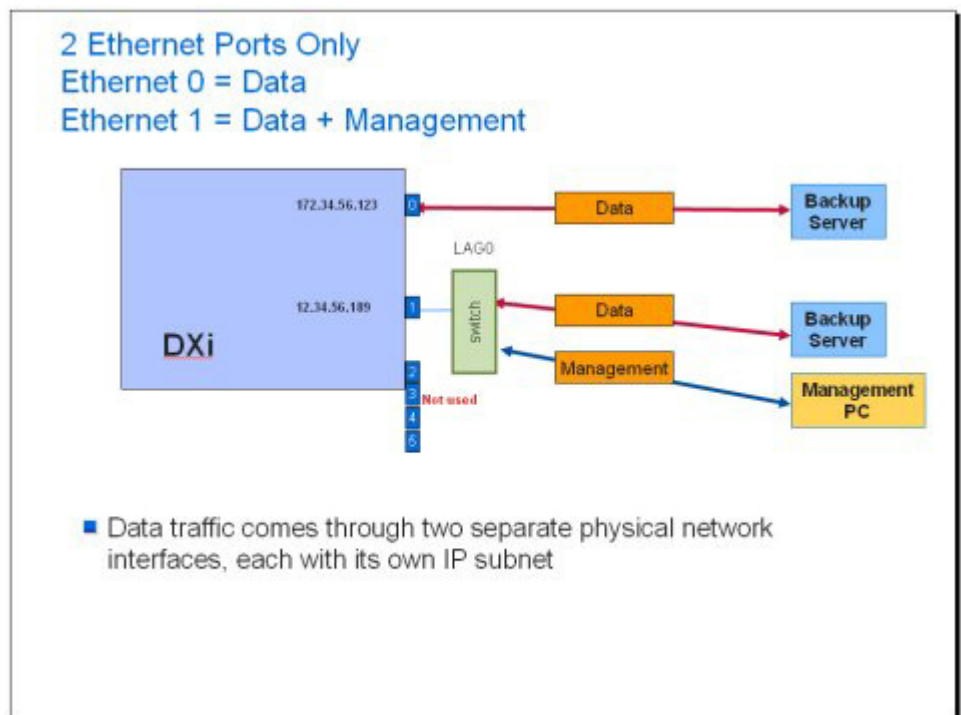 2 Ethernet Ports Only
Ethernet 0 = Data
Ethernet 1 = Data + Management
172.34.56.123
0
Data
Backup
Server
LAG0
12.34.56.189
1
switch
Data
Backup
Server
DXi
Management
Management
PC
2
3
Not used
4
5
Data traffic comes through two separate physical network
interfaces, each with its own IP subnet